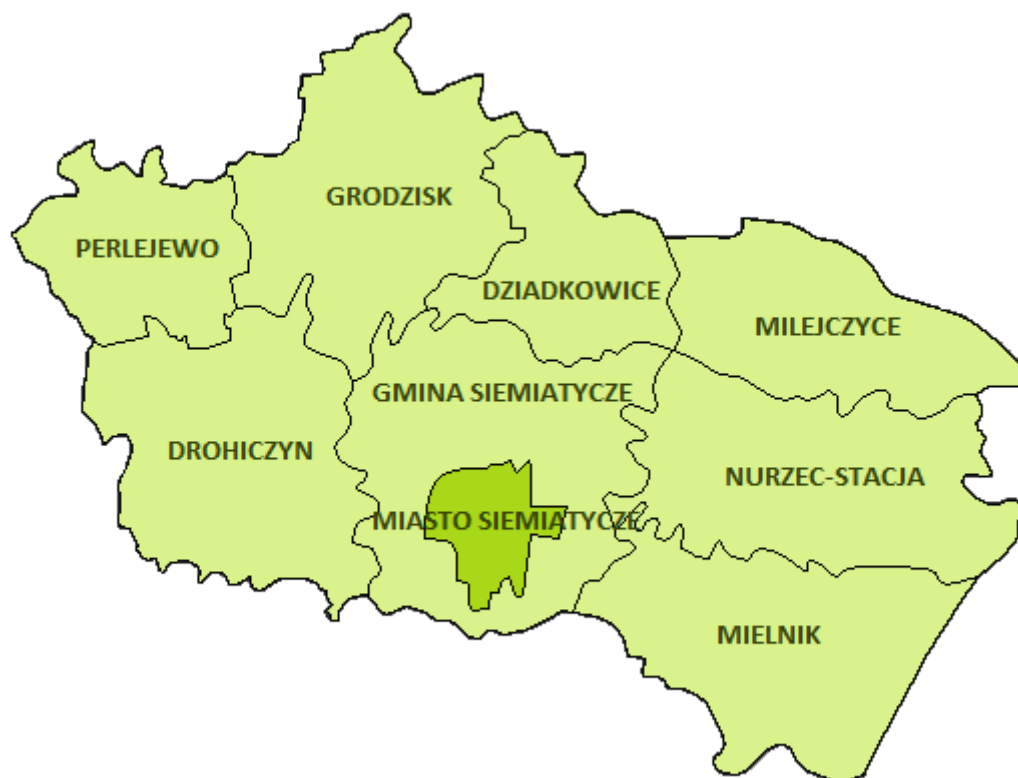 GRODZISK
PERLEJEWO
DZIADKOWICE
MILEJCZYCE
GMINA SIEMIATYCZE
DROHICZYN
NURZEC-STACJA
MIASTO SIEMIATYCZE
MIELNIK